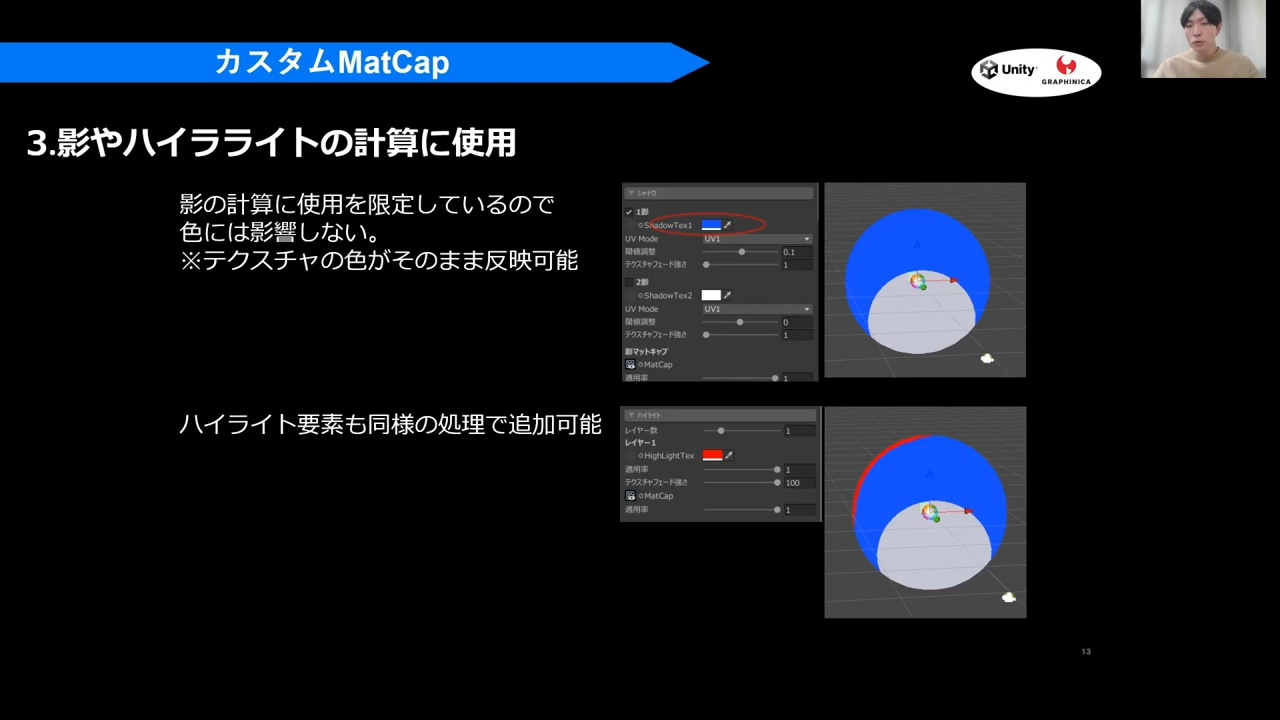 カスタムMatCap
Unity
GRAPHINICA
3.影やハイラライトの計算に使用
影の計算に使用を限定しているので
色には影響しない。
※テクスチャの色がそのまま反映可能
シャドウ
1影
ShadowTex1
UV Mode UV1
閾値調整 0.1
テクスチャフェード強さ 1
2影
ShadowTex2
UV Mode UV1
閾値調整 0
テクスチャフェード強さ 1
影マットキャプ
MatCap
適用率 1
ハイライト要素も同様の処理で追加可能
ハイライト
レイヤー数 1
レイヤー1
HighLightTex
適用率 1
テクスチャフェード強さ 100
MatCap
適用率 1
13